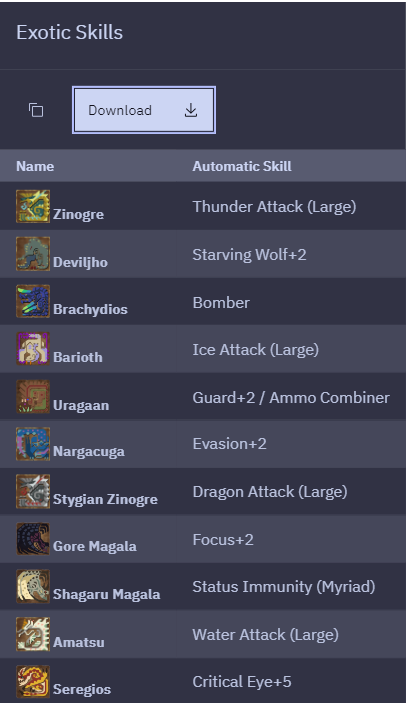 Exotic Skills
Download
Name Automatic Skill
Zinogre Thunder Attack (Large)
Deviljho Starving Wolf+2
Brachydios Bomber
Barioth Ice Attack (Large)
Uragaan Guard+2 / Ammo Combiner
Nargacuga Evasion+2
Stygian Zinogre Dragon Attack (Large)
Gore Magala Focus+2
Shagaru Magala Status Immunity (Myriad)
Amatsu Water Attack (Large)
Seregios Critical Eye+5